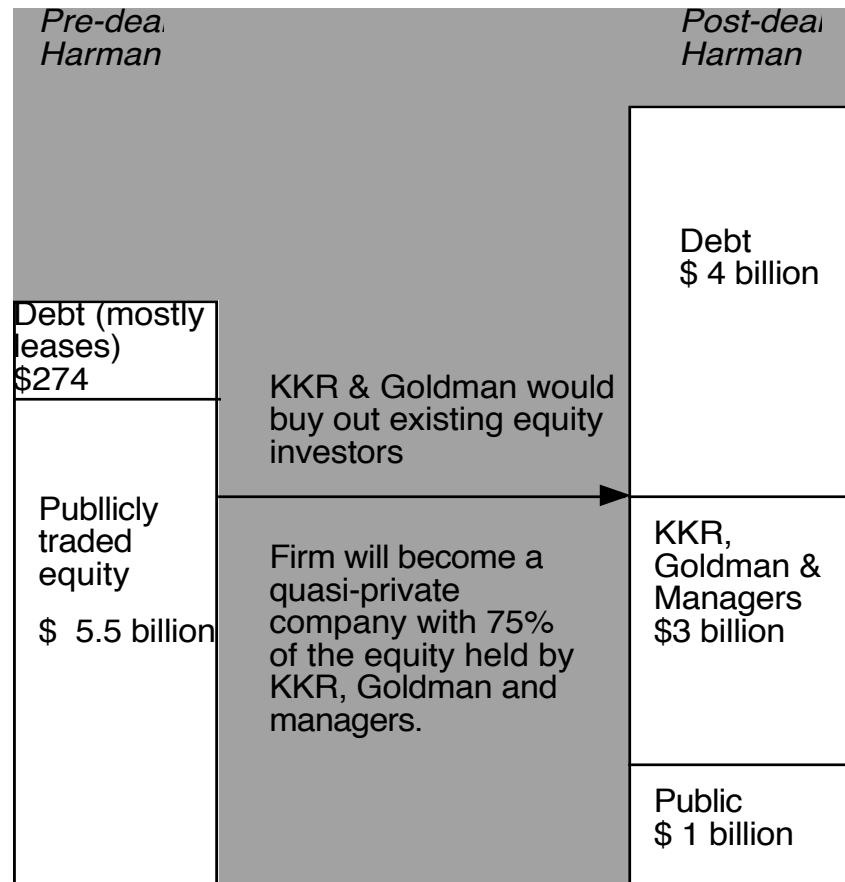 Pre-deal
Harman
Post-deal
Harman
Debt (mostly
leases)
$274
Publlicly
traded
equity
$ 5.5 billion
KKR & Goldman would
buy out existing equity
investors
Firm will become a
quasi-private
company with 75%
of the equity held by
KKR, Goldman and
managers.
Debt
$ 4 billion
KKR,
Goldman &
Managers
$3 billion
Public
$ 1 billion